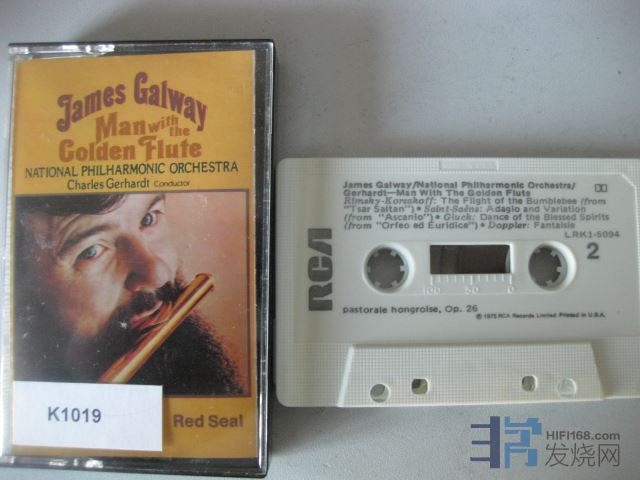 James Galway
Man with the
Golden Flute
NATIONAL PHILHARMONIC ORCHESTRA
Charles Gerhardt Conductor
K1019
Red Seal
RCA
James Galway/National Philharmonic Orchestra/
Gerhardt—Man With The Golden Flute
Rimsky-Korsakoff: The Flight of the Bumblebee (from
"Tsar Saltan") • Saint-Saëns: Adagio and Variation
(from "Ascanio") • Gluck: Dance of the Blessed Spirits
(from "Orfeo ed Euridice") • Doppler: Fantaisie
LRK1-5094
2
100 50 0
pastorale hongroise, Op. 26
℗ 1975 RCA Records Limited Printed in U.S.A.
HIFI168.com
发烧网